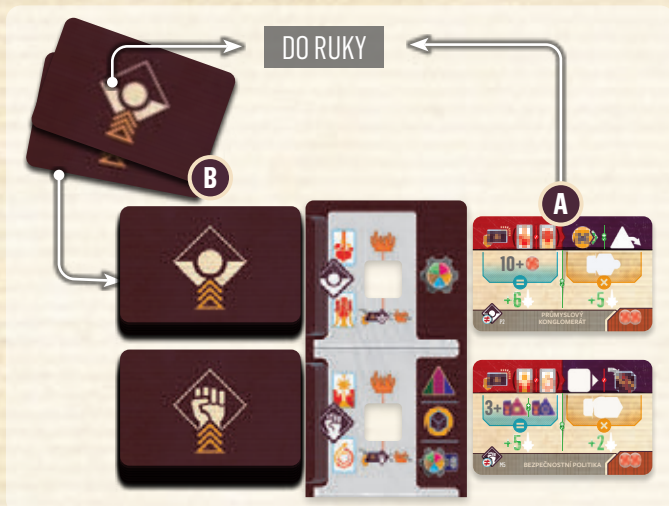 DO RUKY
B
A
10+
+6
+5
PRŮMYSLOVÝ
KONGLOMERÁT
3+
+5
+2
BEZPEČNOSTNÍ POLITIKA